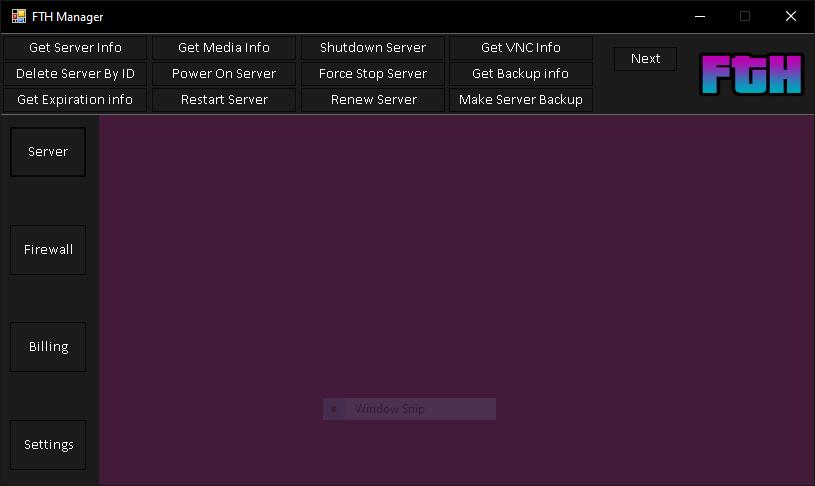 FTH Manager
Get Server Info Get Media Info Shutdown Server Get VNC Info
Delete Server By ID Power On Server Force Stop Server Get Backup info
Get Expiration info Restart Server Renew Server Make Server Backup
Next
FTH
Server
Firewall
Billing
Window Snip
Settings